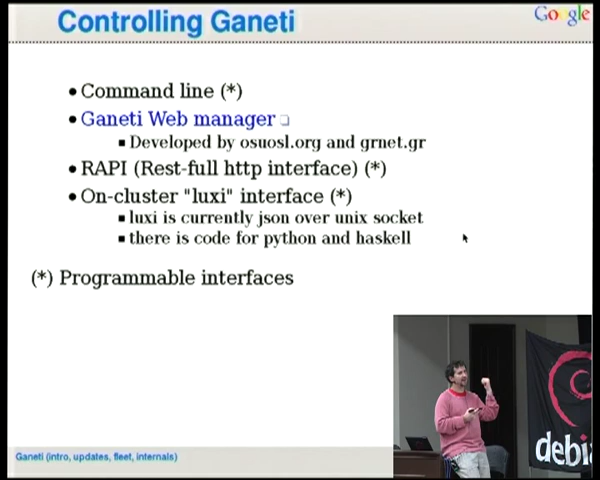 Controlling Ganeti
Google
• Command line (*)
• Ganeti Web manager
▪ Developed by osuosl.org and grnet.gr
• RAPI (Rest-full http interface) (*)
• On-cluster "luxi" interface (*)
▪ luxi is currently json over unix socket
▪ there is code for python and haskell
(*) Programmable interfaces
debi
Ganeti (intro, updates, fleet, internals)